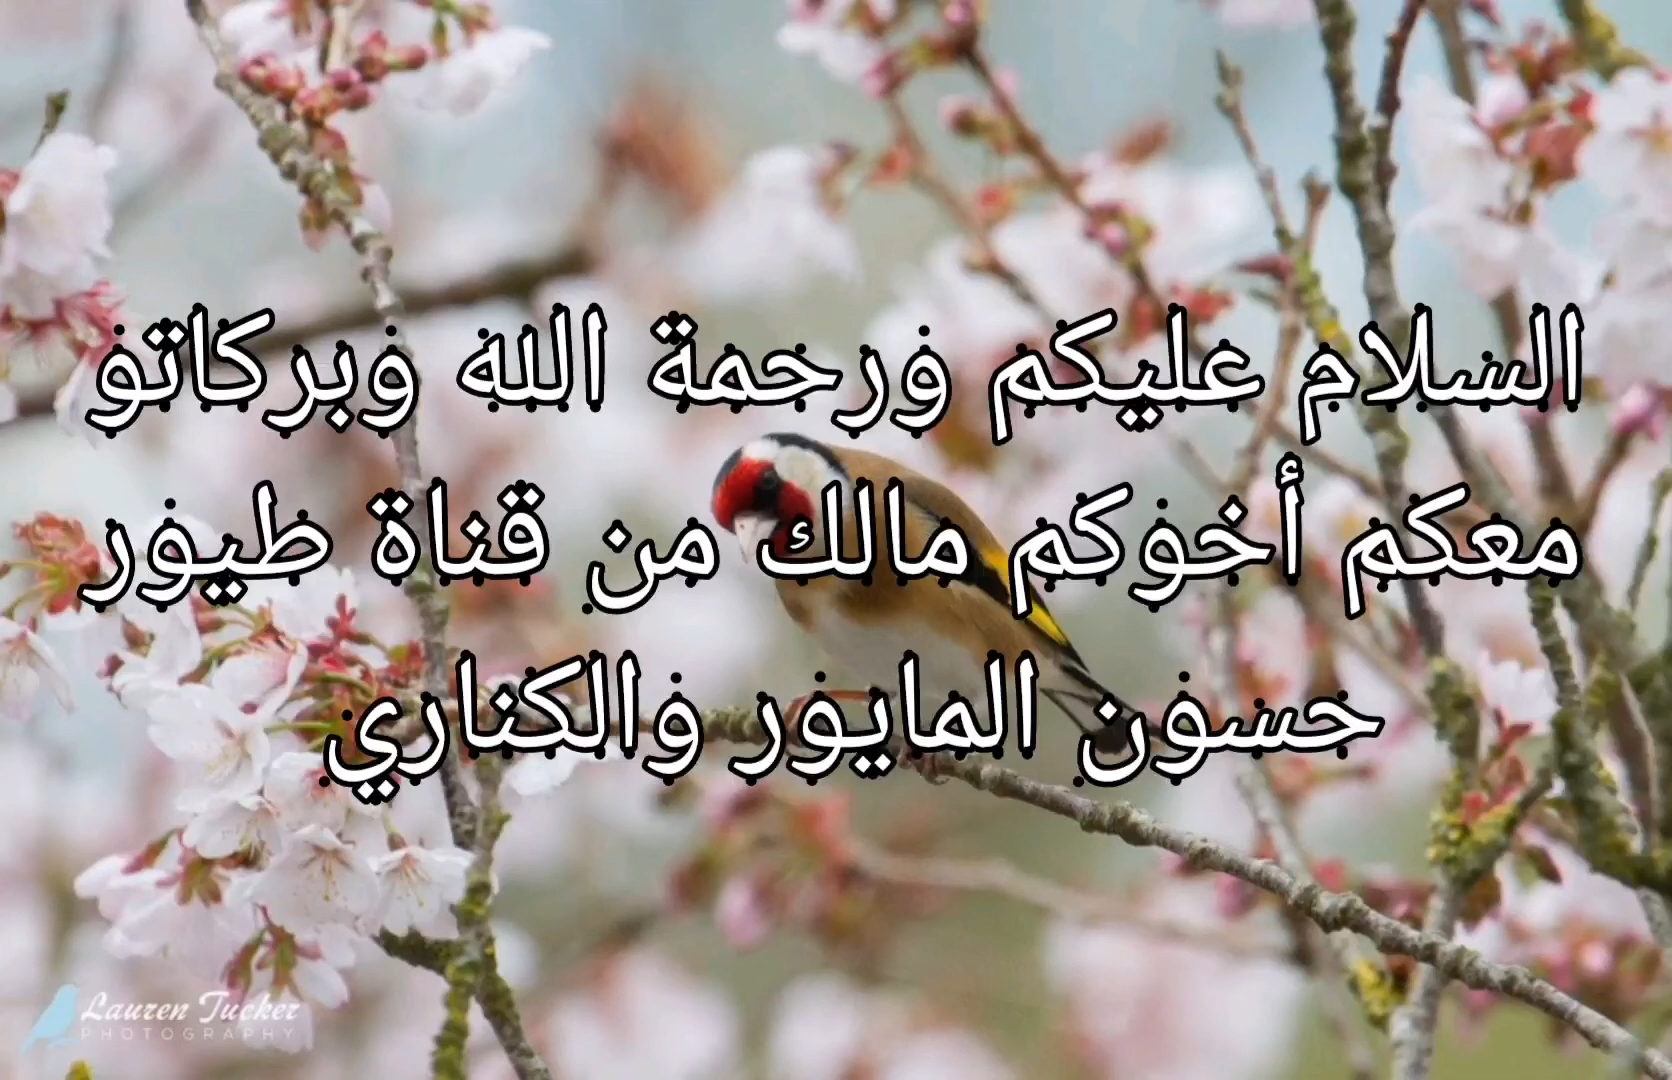 السلام عليكم ورحمة الله وبركاتو
معكم أخوكم مالك من قناة طيور
حسون المايور والكناري
Lauren Tucker
PHOTOGRAPHY